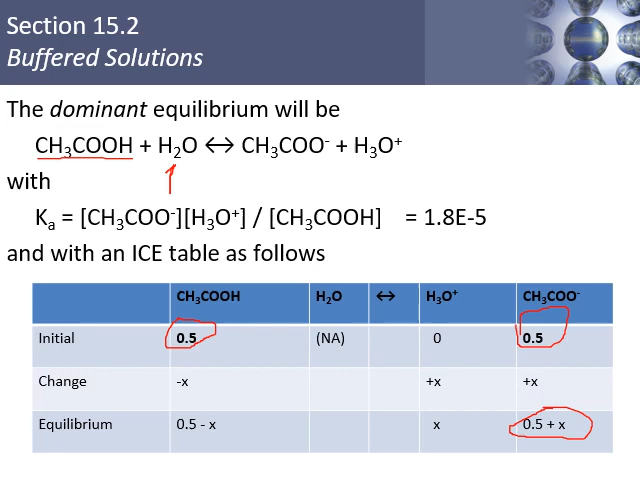 Section 15.2
Buffered Solutions
The dominant equilibrium will be
CH₃COOH + H₂O ↔ CH₃COO⁻ + H₃O⁺
with
Kₐ = [CH₃COO⁻][H₃O⁺] / [CH₃COOH] = 1.8E-5
and with an ICE table as follows
CH₃COOH H₂O ↔ H₃O⁺ CH₃COO⁻
Initial 0.5 (NA) 0 0.5
Change -x +x +x
Equilibrium 0.5 - x x 0.5 + x